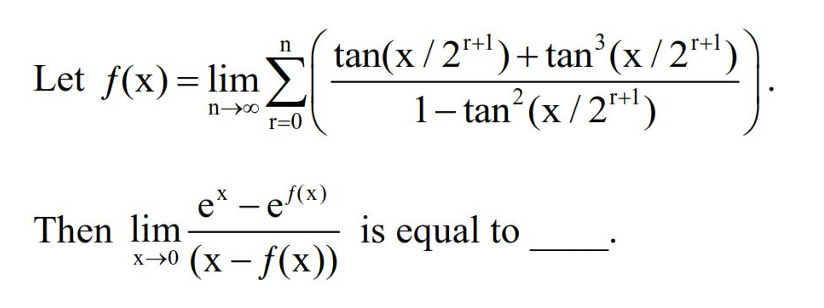 Let f(x) = lim_{n→∞} ∑_{r=0}^{n} ( (tan(x / 2^{r+1}) + tan^3(x / 2^{r+1})) / (1 − tan^2(x / 2^{r+1})) ).
Then lim_{x→0} (e^x − e^{f(x)}) / (x − f(x)) is equal to ____.